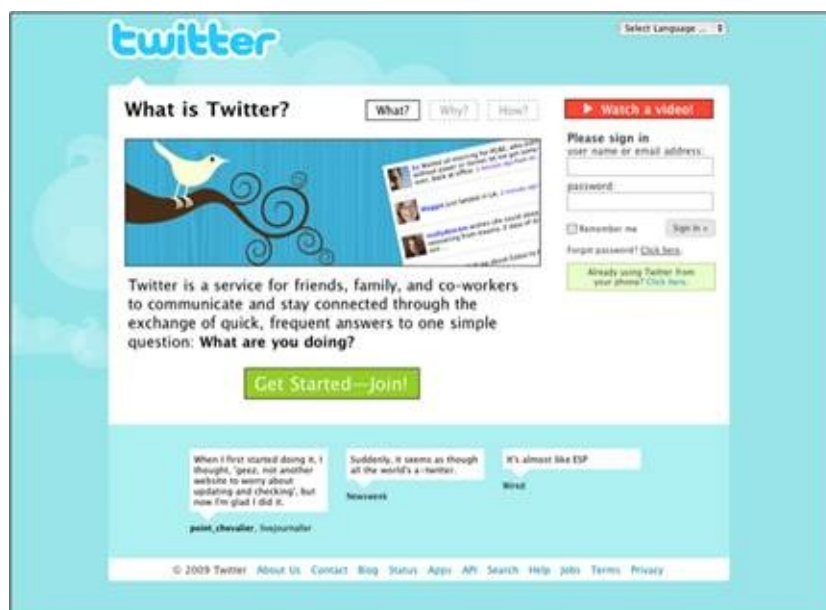 twitter
Select Language ...
What is Twitter?
What?
Why?
How?
Watch a video!
Please sign in
user name or email address:
password
Remember me
Sign In »
Forgot password? Click here.
Already using Twitter from
your phone? Click here.
Twitter is a service for friends, family, and co-workers
to communicate and stay connected through the
exchange of quick, frequent answers to one simple
question: What are you doing?
Get Started—Join!
When I first started doing it, I
thought, 'geez, not another
website to worry about
updating and checking', but
now I'm glad I did it.
point_chevalier, livejournaller
Suddenly, it seems as though
all the world's a-twitter.
Newsweek
It's almost like ESP
Wired
© 2009 Twitter About Us Contact Blog Status Apps API Search Help Jobs Terms Privacy